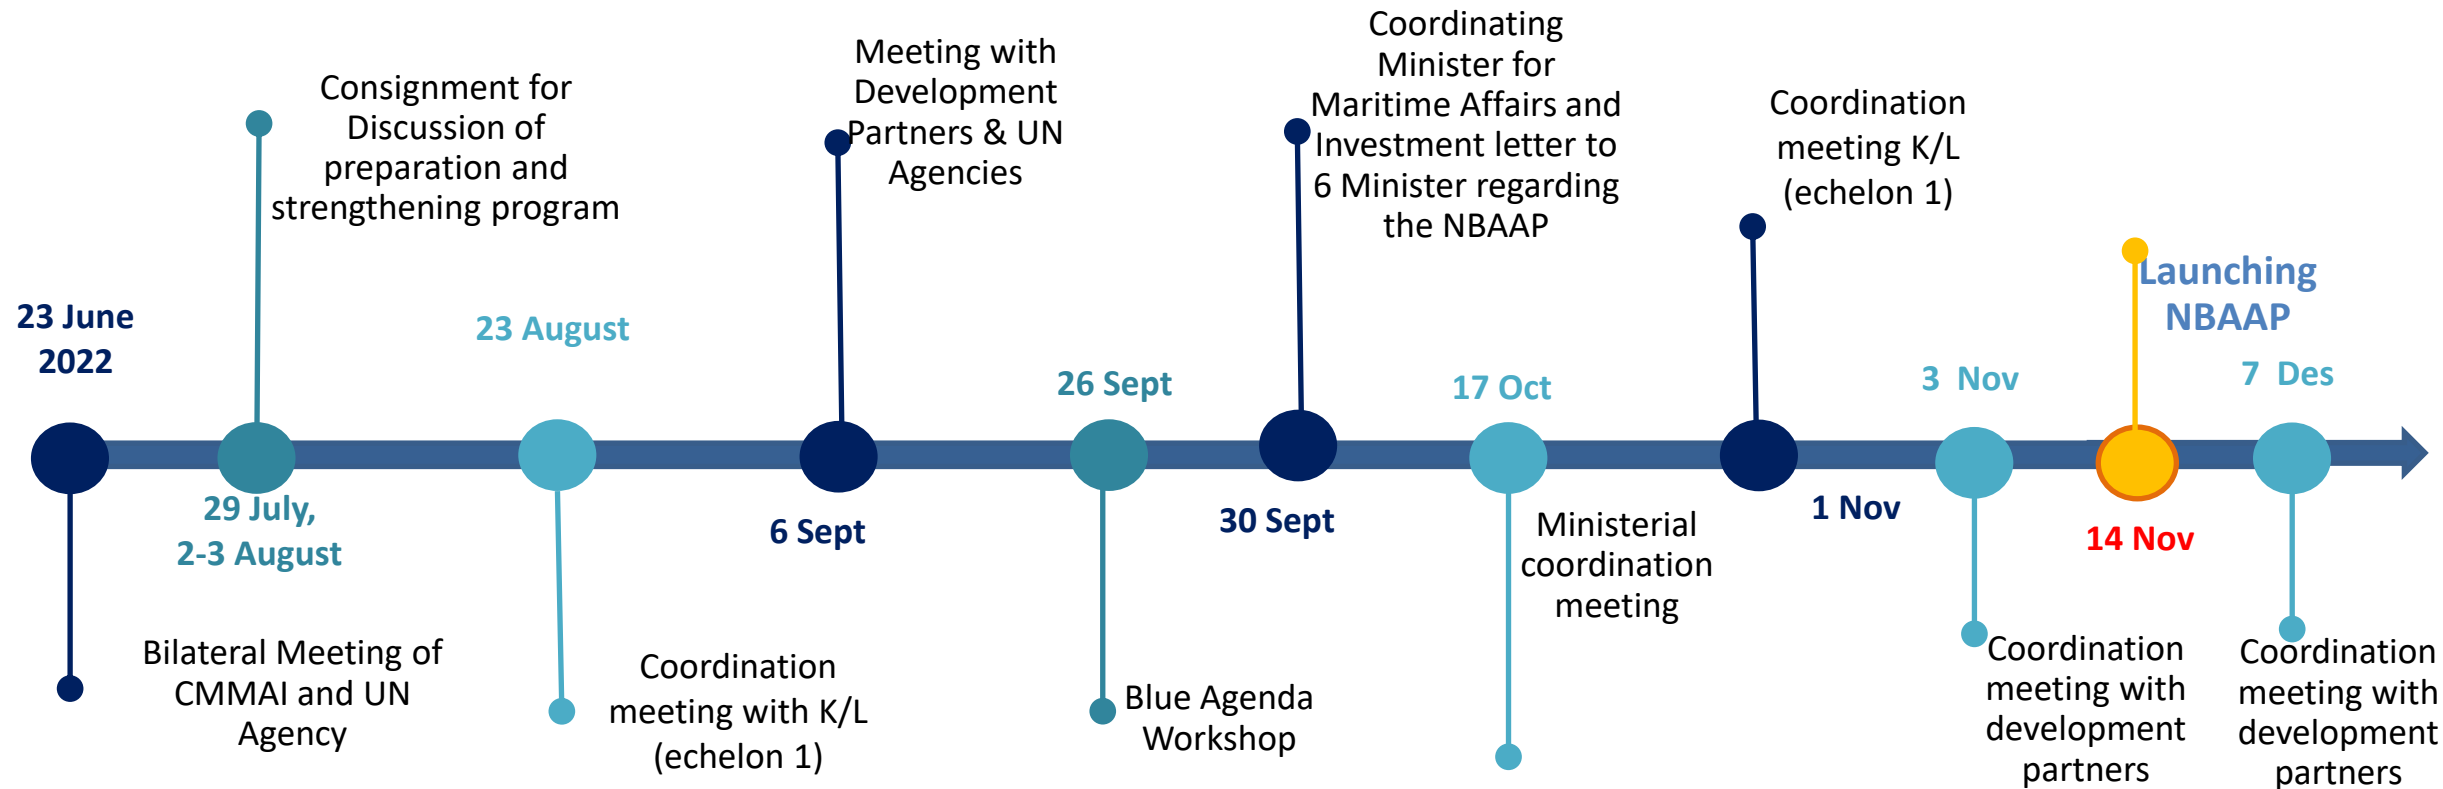 23 June
2022
Bilateral Meeting of
CMMAI and UN
Agency
Consignment for
Discussion of
preparation and
strengthening program
29 July,
2-3 August
23 August
Coordination
meeting with K/L
(echelon 1)
Meeting with
Development
Partners & UN
Agencies
6 Sept
26 Sept
Blue Agenda
Workshop
Coordinating
Minister for
Maritime Affairs and
Investment letter to
6 Minister regarding
the NBAAP
30 Sept
17 Oct
Ministerial
coordination
meeting
Coordination
meeting K/L
(echelon 1)
1 Nov
3 Nov
Coordination
meeting with
development
partners
Launching
NBAAP
14 Nov
7 Des
Coordination
meeting with
development
partners